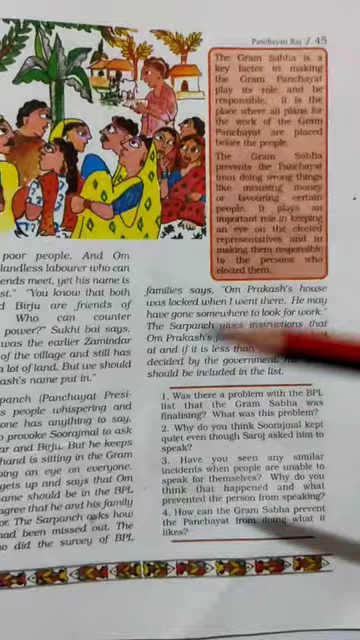 Panchayati Raj / 45
The Gram Sabha is a
key factor in making
the Gram Panchayat
play its role and be
responsible. it is the
place where all plans for
the work of the Gram
Panchayat are placed
before the people.
The Gram Sabha
prevents the Panchayat
from doing wrong things
like misusing money
or favouring certain
people. It plays an
important role in keeping
an eye on the elected
representatives and in
making them responsible
to the persons who
elected them.
poor people. And Om
landless labourer who can
ends meet, yet his name is
st." "You know that both
d Birju are friends of
Who can counter
power?" Sukhi bai says.
was the earlier Zamindar
of the village and still has
a lot of land. But we should
ash's name put in."
panch (Panchayat Presi-
s people whispering and
one has anything to say.
o provoke Soorajmal to ask
ar and Birju. But he keeps
hand is sitting in the Gram
ping an eye on everyone.
gets up and says that Om
ame should be in the BPL
agree that he and his family
or. The Sarpanch asks how
had been missed out. The
o did the survey of BPL
families says, "Om Prakash's house
was locked when I went there. He may
have gone somewhere to look for work."
The Sarpanch gives instructions that
Om Prakash's
at and if it is less than
decided by the government,
should be included in the list.
1. Was there a problem with the BPL
list that the Gram Sabha was
finalising? What was this problem?
2. Why do you think Soorajmal kept
quiet even though Saroj asked him to
speak?
3. Have you seen any similar
incidents when people are unable to
speak for themselves? Why do you
think that happened and what
prevented the person from speaking?
4. How can the Gram Sabha prevent
the Panchayat from doing what it
likes?